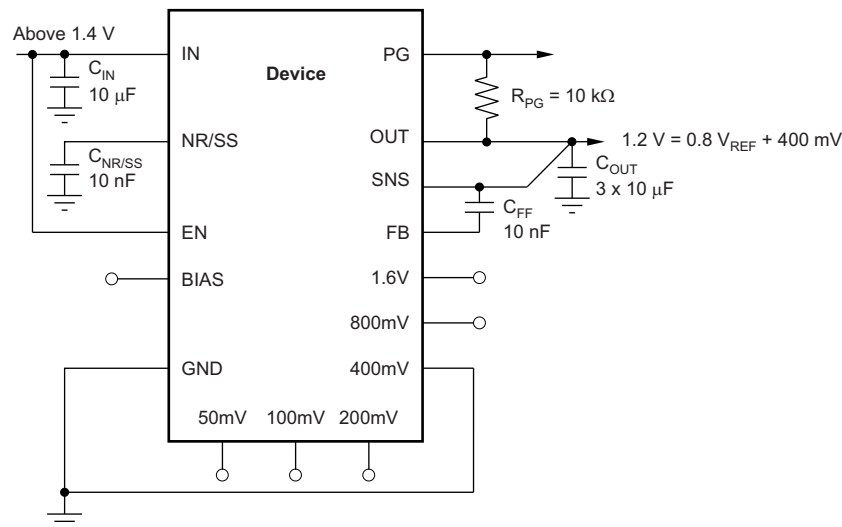 Above 1.4 V
IN
PG
C_IN
10 μF
Device
R_PG = 10 kΩ
NR/SS
OUT
1.2 V = 0.8 V_REF + 400 mV
C_NR/SS
10 nF
C_OUT
3 x 10 μF
SNS
C_FF
10 nF
EN
FB
BIAS
1.6V
800mV
GND
400mV
50mV 100mV 200mV